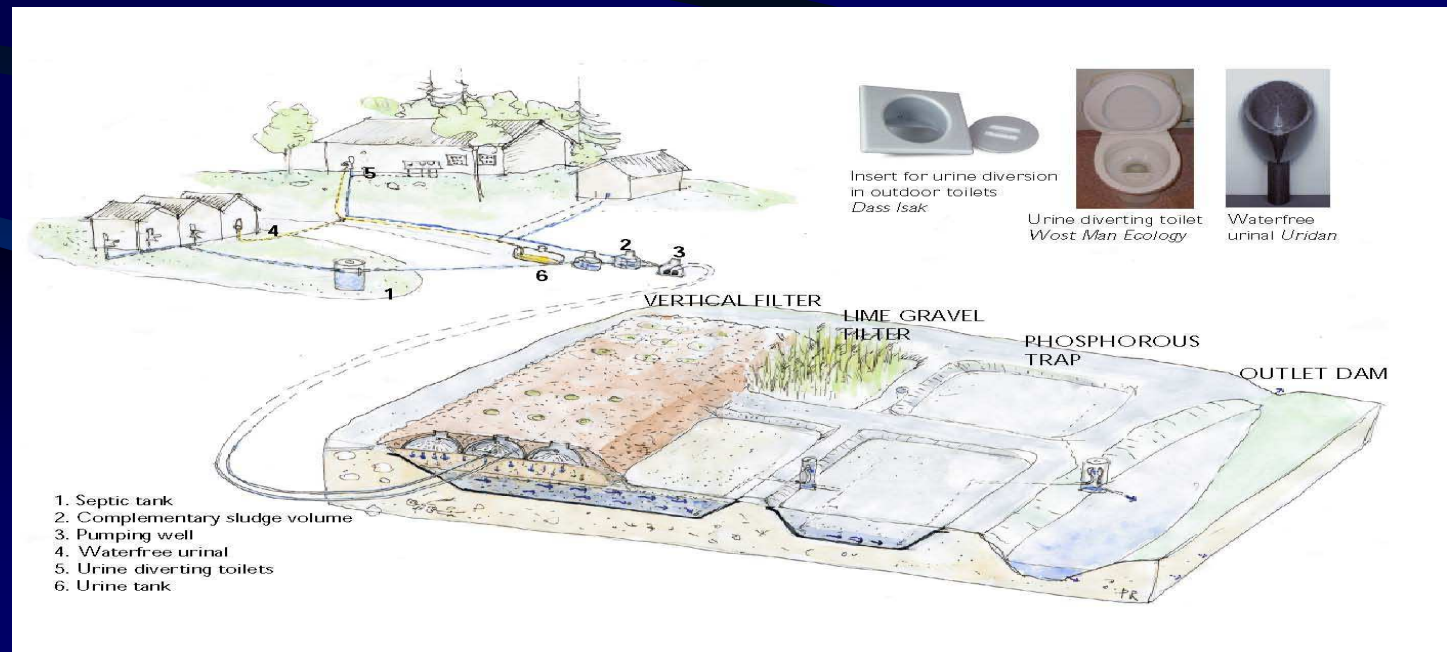 5
4
2
3
6
1
Insert for urine diversion
in outdoor toilets
Dass Isak
Urine diverting toilet
Wost Man Ecology
Waterfree
urinal Uridan
VERTICAL FILTER
LIME GRAVEL
FILTER
PHOSPHOROUS
TRAP
OUTLET DAM
1. Septic tank
2. Complementary sludge volume
3. Pumping well
4. Waterfree urinal
5. Urine diverting toilets
6. Urine tank
PR